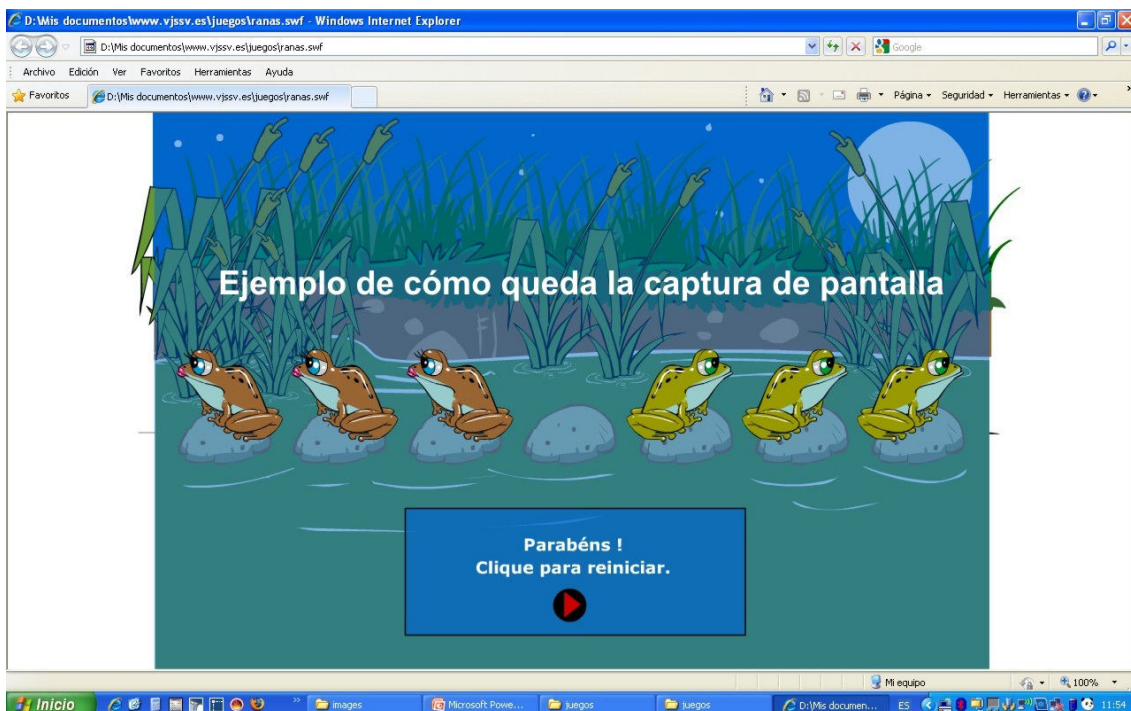 D:\Mis documentos\www.vjssv.es\juegos\ranas.swf - Windows Internet Explorer
D:\Mis documentos\www.vjssv.es\juegos\ranas.swf
Google
Archivo Edición Ver Favoritos Herramientas Ayuda
Favoritos
D:\Mis documentos\www.vjssv.es\juegos\ranas.swf
Página
Seguridad
Herramientas
Ejemplo de cómo queda la captura de pantalla
Parabéns !
Clique para reiniciar.
Mi equipo
100%
Inicio
images
Microsoft Powe...
juegos
juegos
D:\Mis documen...
ES
11:54